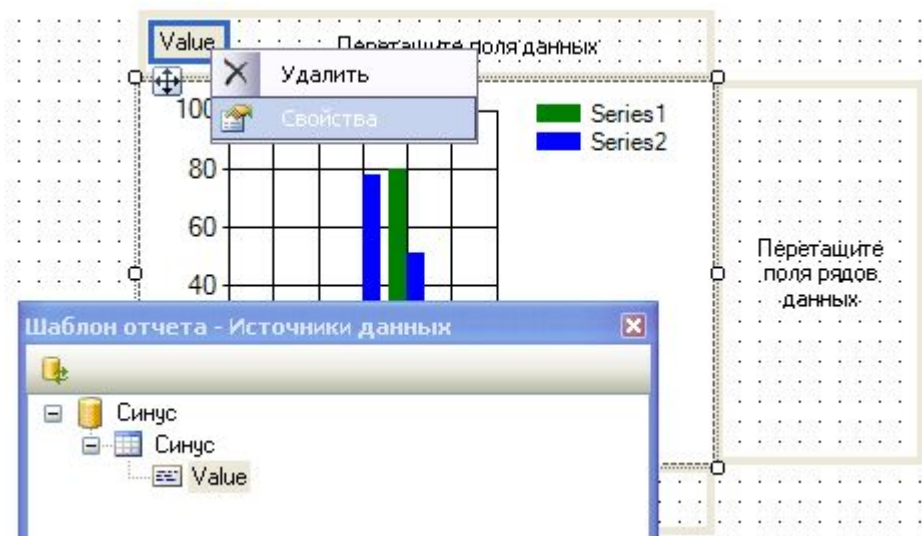 Value
Перетащите поля данных
Удалить
Свойства
100
80
60
40
Series1
Series2
Перетащите
поля рядов
данных
Шаблон отчета - Источники данных
Синус
Синус
Value